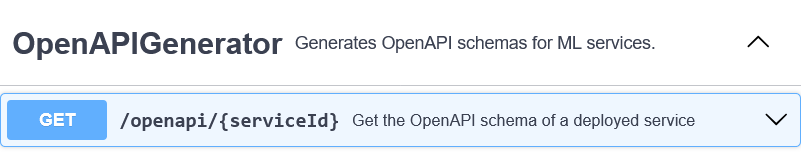 OpenAPIGenerator Generates OpenAPI schemas for ML services.
GET /openapi/{serviceId} Get the OpenAPI schema of a deployed service